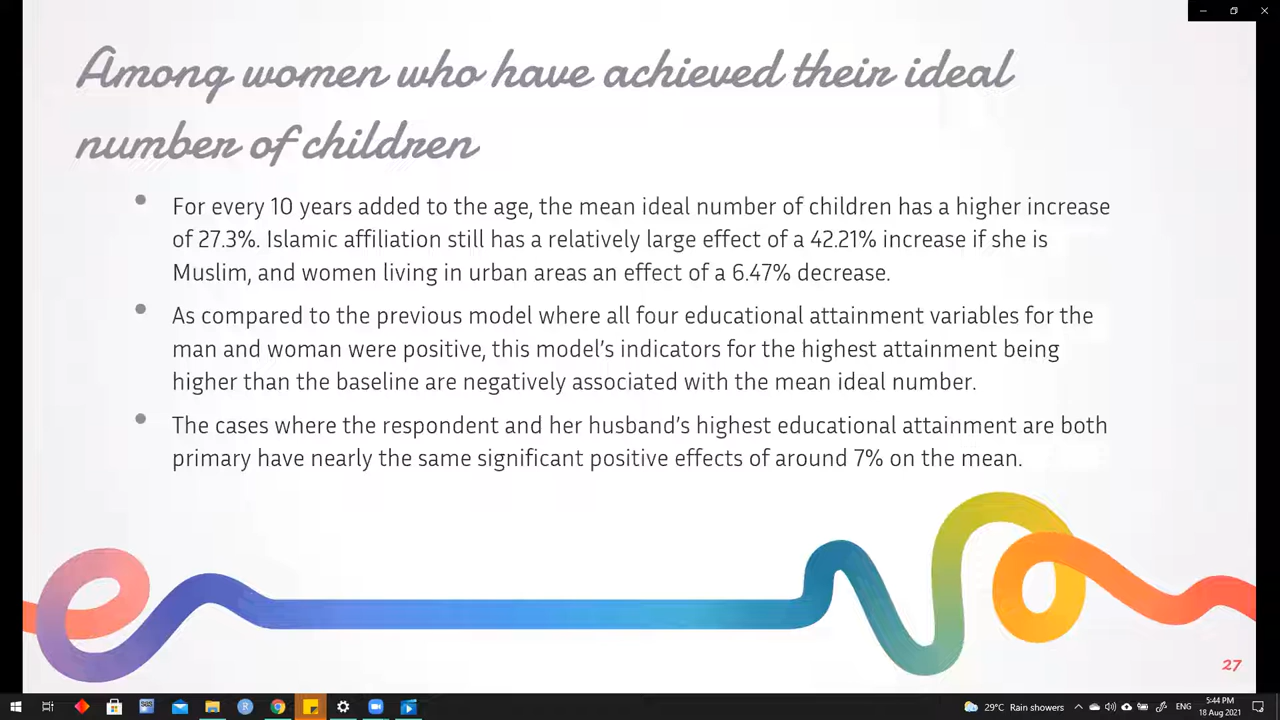 Among women who have achieved their ideal
number of children
• For every 10 years added to the age, the mean ideal number of children has a higher increase
of 27.3%. Islamic affiliation still has a relatively large effect of a 42.21% increase if she is
Muslim, and women living in urban areas an effect of a 6.47% decrease.
• As compared to the previous model where all four educational attainment variables for the
man and woman were positive, this model's indicators for the highest attainment being
higher than the baseline are negatively associated with the mean ideal number.
• The cases where the respondent and her husband's highest educational attainment are both
primary have nearly the same significant positive effects of around 7% on the mean.
27
29°C Rain showers ENG 5:44 PM
18 Aug 2021